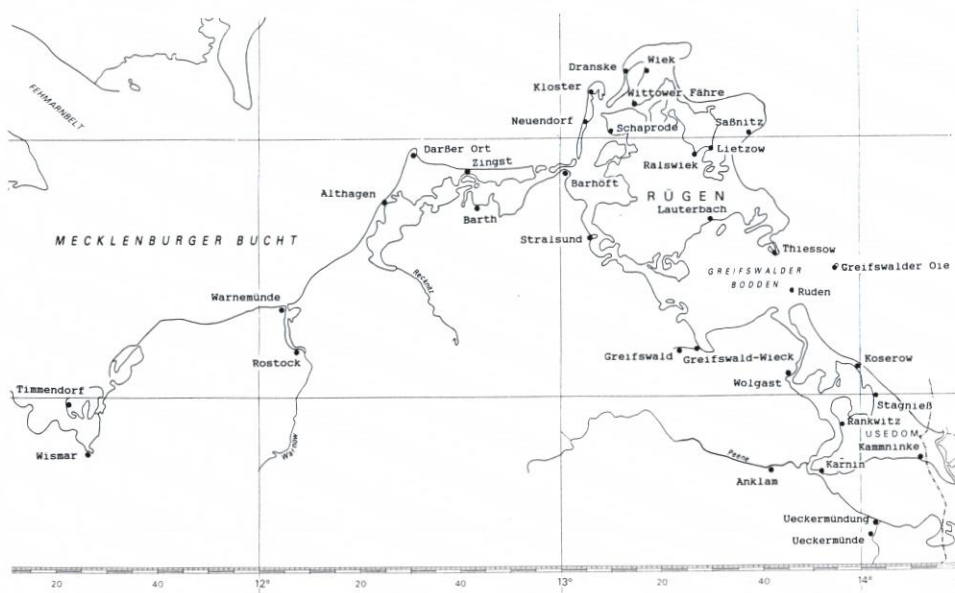 Dranske
Wiek
Kloster
Wittower Fähre
FEHMARNBELT
Neuendorf
Schaprode
Saßnitz
Darßer Ort
Lietzow
Zingst
Ralswiek
Barhöft
Althagen
RÜGEN
Barth
Lauterbach
MECKLENBURGER BUCHT
Stralsund
Thiessow
GREIFSWALDER
BODDEN
Greifswalder Oie
Recknitz
Ruden
Warnemünde
Rostock
Greifswald
Greifswald-Wieck
Koserow
Wolgast
Timmendorf
Stagnieß
Rankwitz
USEDOM
Warnow
Wismar
Kammninke
Peene
Anklam
Karnin
Ueckermündung
Ueckermünde
20 40 12° 20 40 13° 20 40 14°